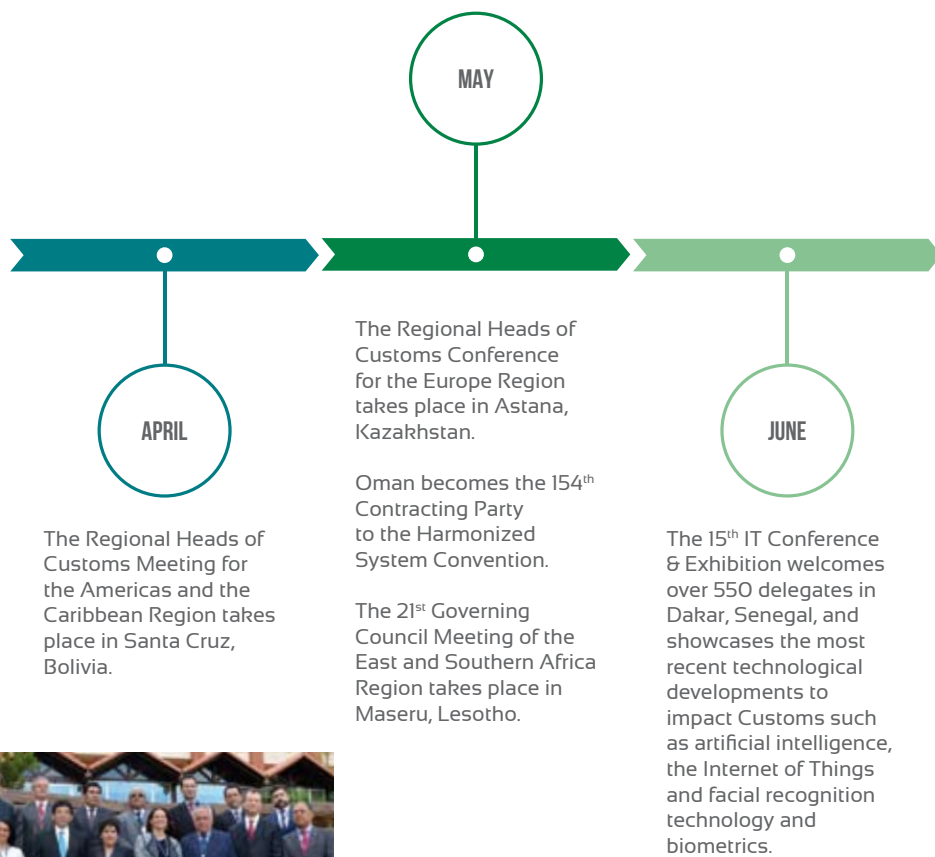 MAY
APRIL
The Regional Heads of
Customs Meeting for
the Americas and the
Caribbean Region takes
place in Santa Cruz,
Bolivia.
The Regional Heads of
Customs Conference
for the Europe Region
takes place in Astana,
Kazakhstan.
Oman becomes the 154th
Contracting Party
to the Harmonized
System Convention.
The 21st Governing
Council Meeting of the
East and Southern Africa
Region takes place in
Maseru, Lesotho.
JUNE
The 15th IT Conference
& Exhibition welcomes
over 550 delegates in
Dakar, Senegal, and
showcases the most
recent technological
developments to
impact Customs such
as artificial intelligence,
the Internet of Things
and facial recognition
technology and
biometrics.